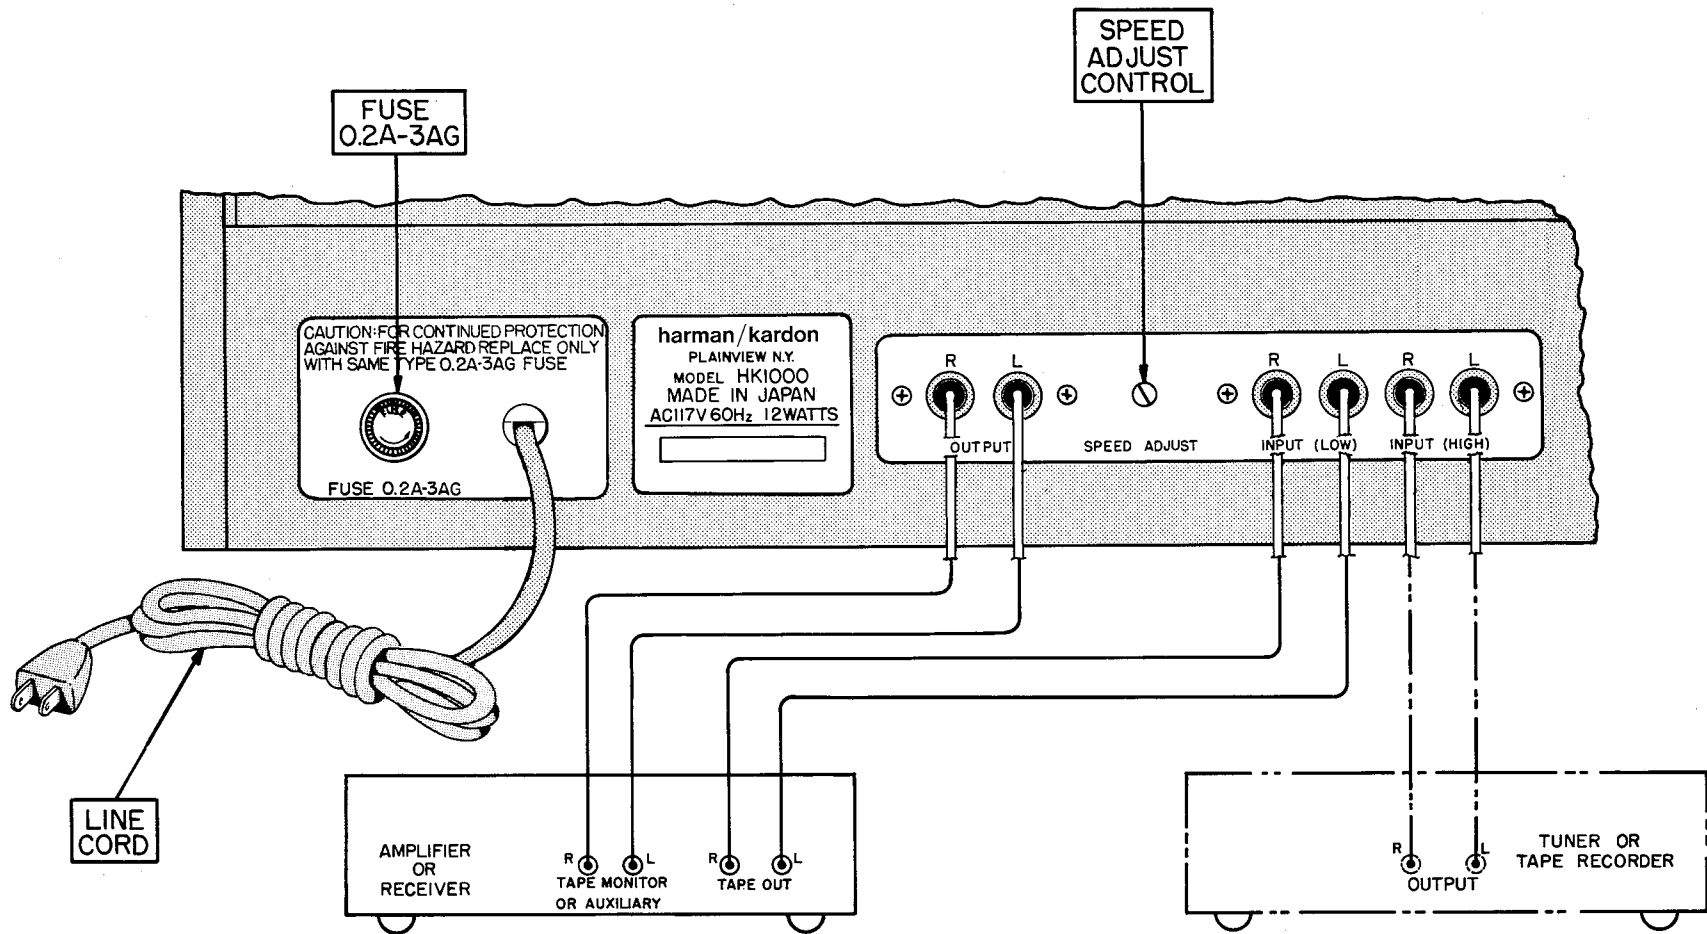 SPEED
ADJUST
CONTROL
FUSE
0.2A-3AG
CAUTION: FOR CONTINUED PROTECTION
AGAINST FIRE HAZARD REPLACE ONLY
WITH SAME TYPE 0.2A-3AG FUSE
FUSE 0.2A-3AG
harman/kardon
PLAINVIEW N.Y.
MODEL HK1000
MADE IN JAPAN
AC117V 60Hz 12WATTS
R L
OUTPUT
SPEED ADJUST
R L R L
INPUT (LOW) INPUT (HIGH)
LINE
CORD
AMPLIFIER
OR
RECEIVER
R L
TAPE MONITOR
OR AUXILIARY
R L
TAPE OUT
R L
OUTPUT
TUNER OR
TAPE RECORDER